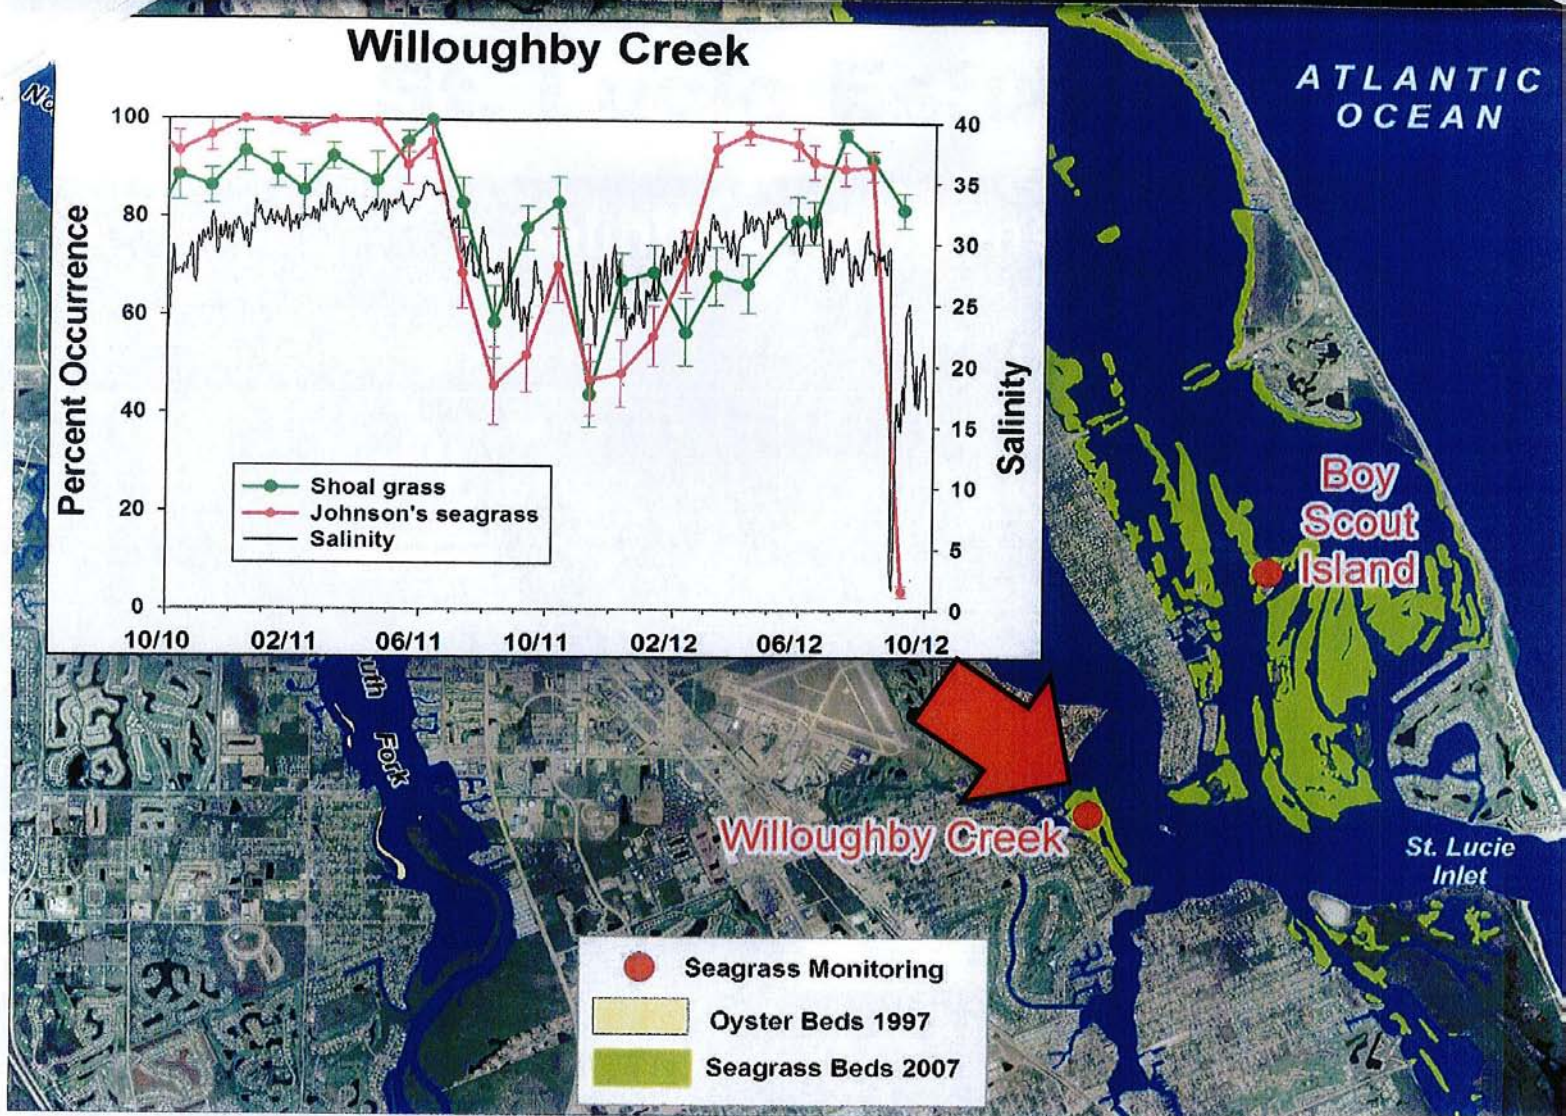 Willoughby Creek
No
ATLANTIC
OCEAN
100
80
60
40
20
0
Percent Occurrence
40
35
30
25
20
15
10
5
0
Salinity
Shoal grass
Johnson's seagrass
Salinity
10/10 02/11 06/11 10/11 02/12 06/12 10/12
Boy
Scout
Island
uth
Fork
Willoughby Creek
St. Lucie
Inlet
Seagrass Monitoring
Oyster Beds 1997
Seagrass Beds 2007